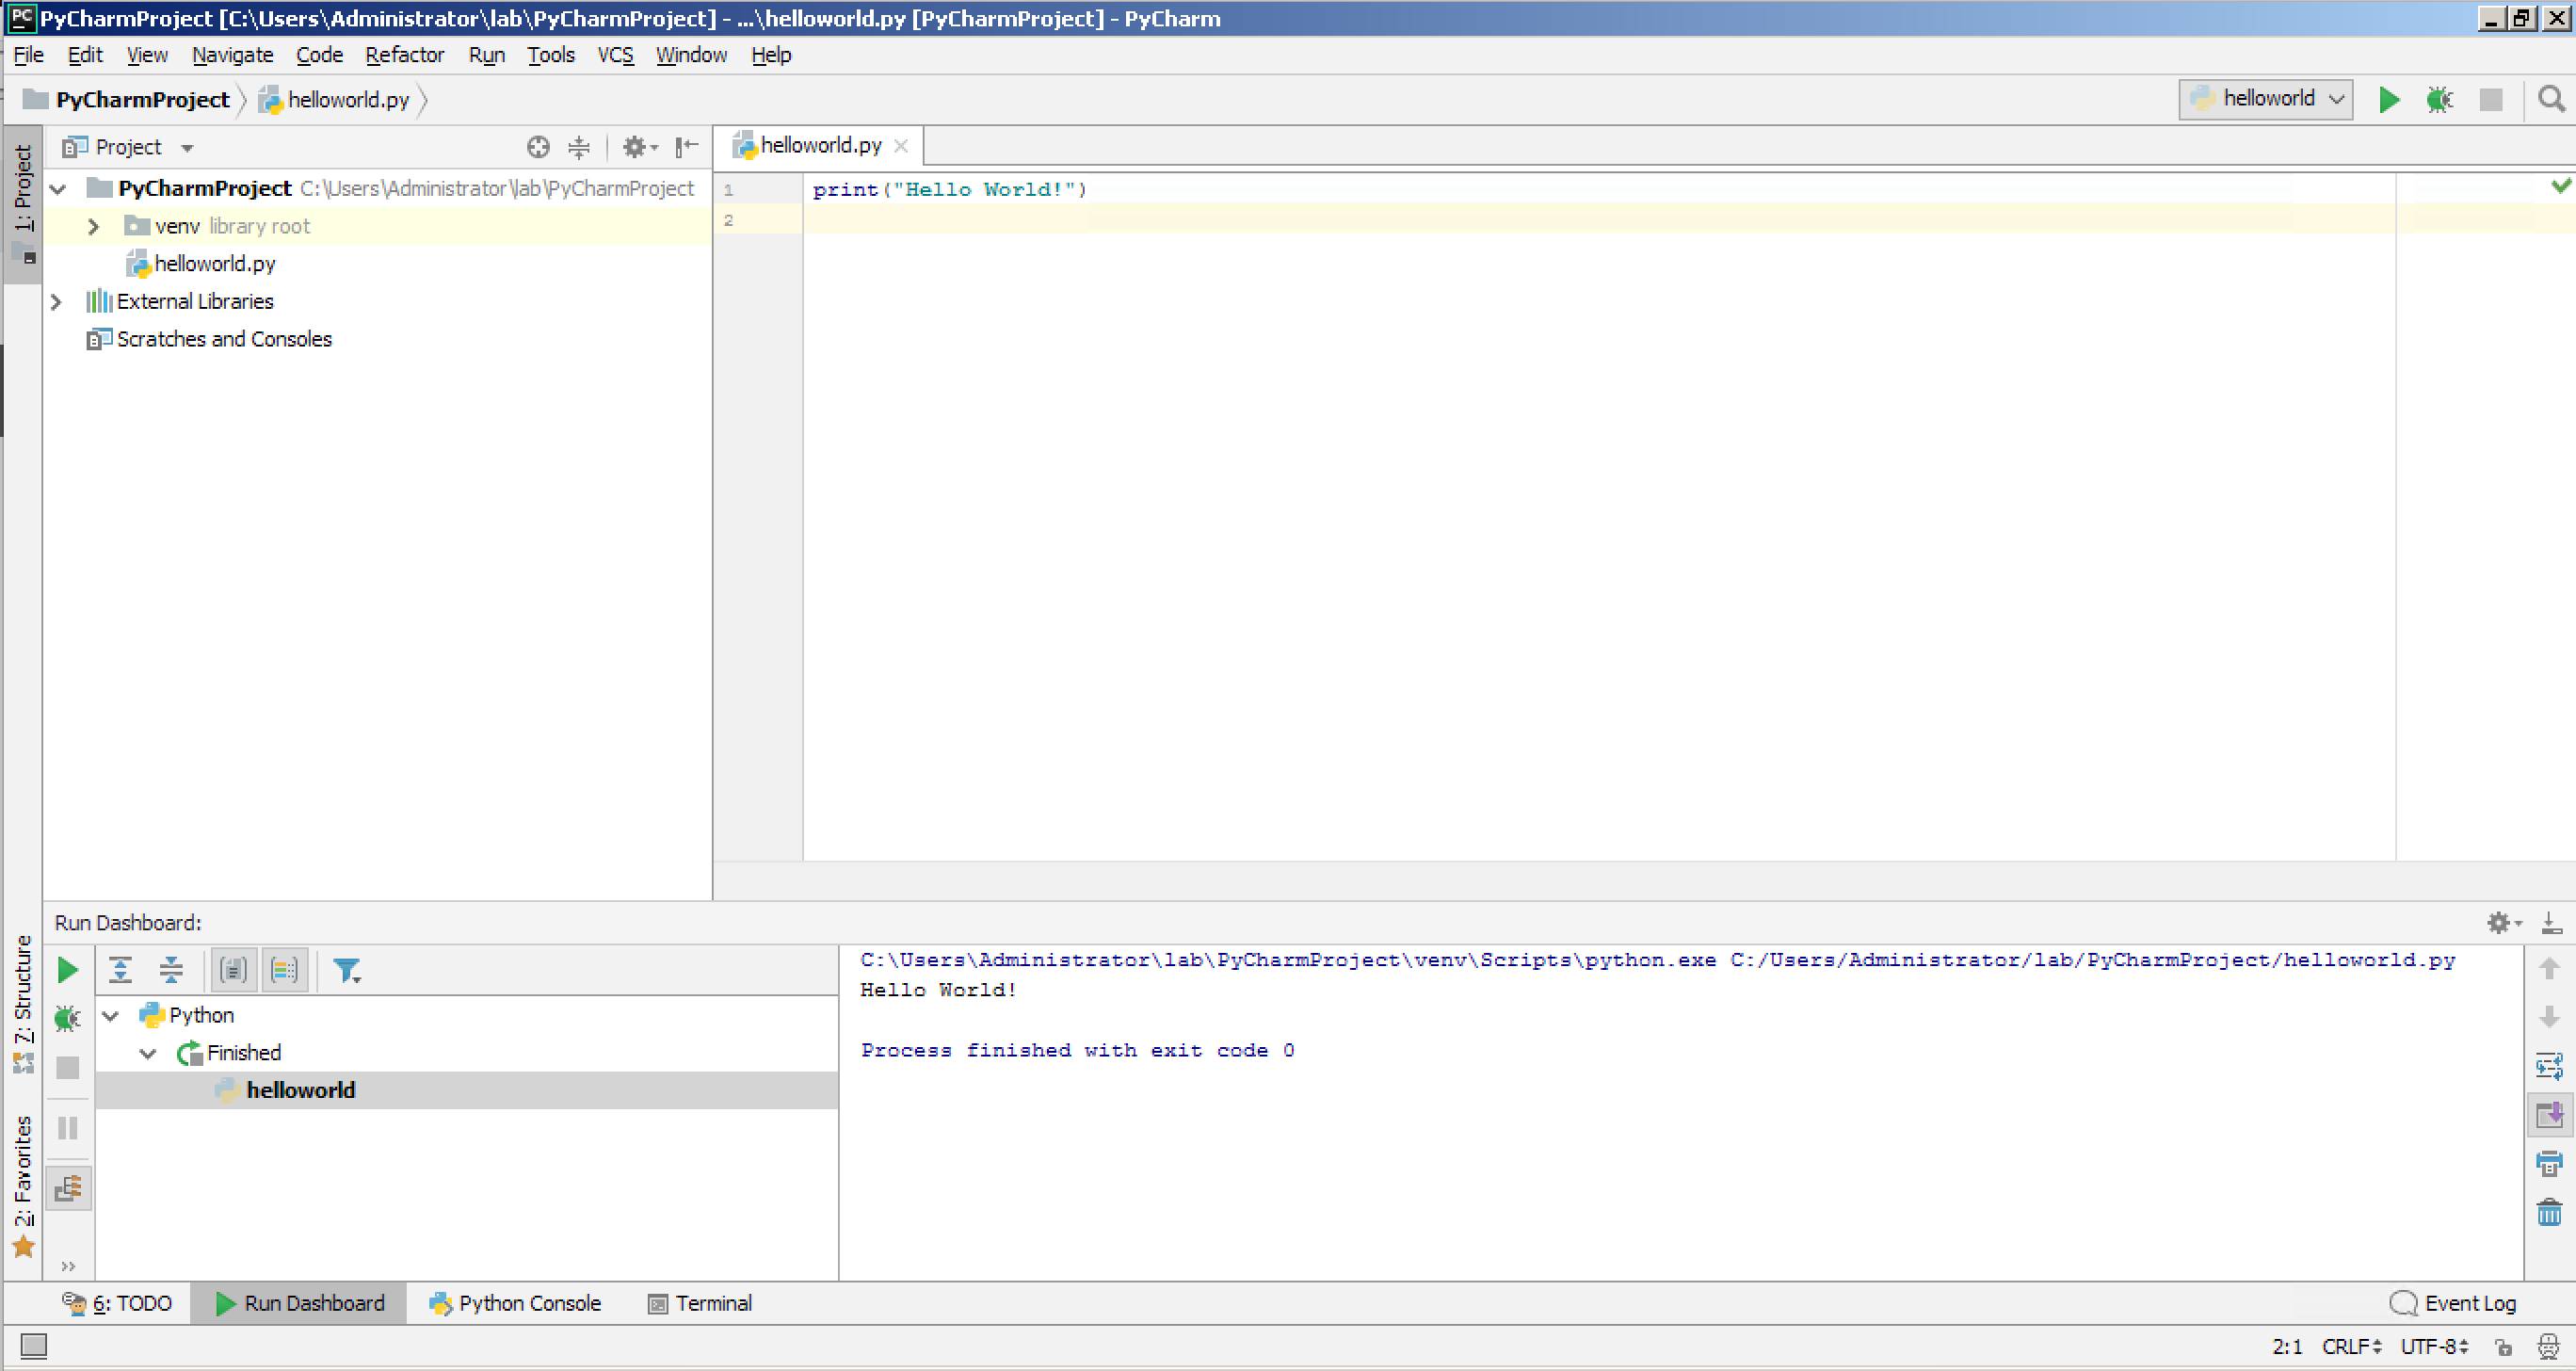 PC PyCharmProject [C:\Users\Administrator\lab\PyCharmProject] - ...\helloworld.py [PyCharmProject] - PyCharm
File Edit View Navigate Code Refactor Run Tools VCS Window Help
PyCharmProject helloworld.py helloworld
1: Project
Project
helloworld.py
PyCharmProject C:\Users\Administrator\lab\PyCharmProject
venv library root
helloworld.py
External Libraries
Scratches and Consoles
1 print("Hello World!")
2
7: Structure
2: Favorites
Run Dashboard:
Python
Finished
helloworld
C:\Users\Administrator\lab\PyCharmProject\venv\Scripts\python.exe C:/Users/Administrator/lab/PyCharmProject/helloworld.py
Hello World!
Process finished with exit code 0
6: TODO Run Dashboard Python Console Terminal Event Log
2:1 CRLF UTF-8